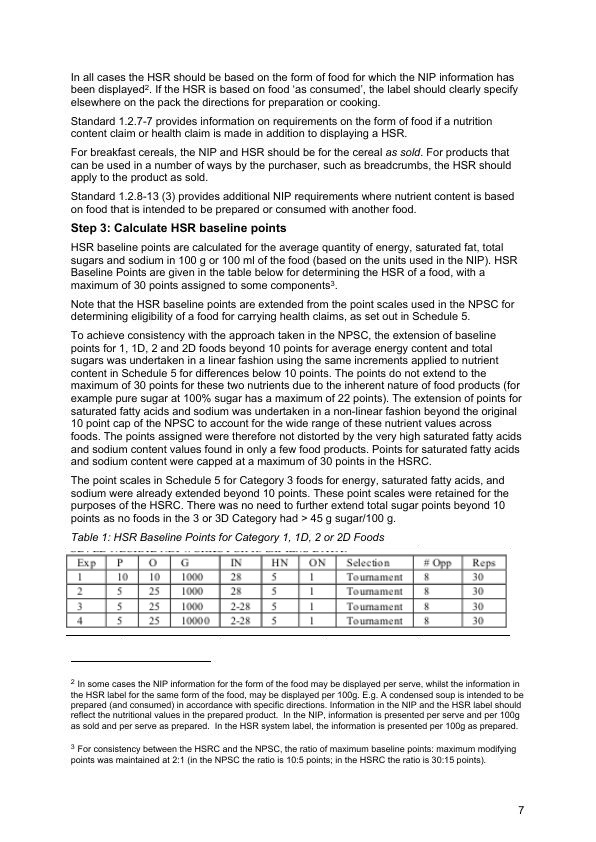 In all cases the HSR should be based on the form of food for which the NIP information has
been displayed². If the HSR is based on food ‘as consumed’, the label should clearly specify
elsewhere on the pack the directions for preparation or cooking.
Standard 1.2.7-7 provides information on requirements on the form of food if a nutrition
content claim or health claim is made in addition to displaying a HSR.
For breakfast cereals, the NIP and HSR should be for the cereal as sold. For products that
can be used in a number of ways by the purchaser, such as breadcrumbs, the HSR should
apply to the product as sold.
Standard 1.2.8-13 (3) provides additional NIP requirements where nutrient content is based
on food that is intended to be prepared or consumed with another food.
Step 3: Calculate HSR baseline points
HSR baseline points are calculated for the average quantity of energy, saturated fat, total
sugars and sodium in 100 g or 100 ml of the food (based on the units used in the NIP). HSR
Baseline Points are given in the table below for determining the HSR of a food, with a
maximum of 30 points assigned to some components³.
Note that the HSR baseline points are extended from the point scales used in the NPSC for
determining eligibility of a food for carrying health claims, as set out in Schedule 5.
To achieve consistency with the approach taken in the NPSC, the extension of baseline
points for 1, 1D, 2 and 2D foods beyond 10 points for average energy content and total
sugars was undertaken in a linear fashion using the same increments applied to nutrient
content in Schedule 5 for differences below 10 points. The points do not extend to the
maximum of 30 points for these two nutrients due to the inherent nature of food products (for
example pure sugar at 100% sugar has a maximum of 22 points). The extension of points for
saturated fatty acids and sodium was undertaken in a non-linear fashion beyond the original
10 point cap of the NPSC to account for the wide range of these nutrient values across
foods. The points assigned were therefore not distorted by the very high saturated fatty acids
and sodium content values found in only a few food products. Points for saturated fatty acids
and sodium content were capped at a maximum of 30 points in the HSRC.
The point scales in Schedule 5 for Category 3 foods for energy, saturated fatty acids, and
sodium were already extended beyond 10 points. These point scales were retained for the
purposes of the HSRC. There was no need to further extend total sugar points beyond 10
points as no foods in the 3 or 3D Category had > 45 g sugar/100 g.
Table 1: HSR Baseline Points for Category 1, 1D, 2 or 2D Foods
Exp P O G IN HN ON Selection # Opp Reps
1 10 10 1000 28 5 1 Tournament 8 30
2 5 25 1000 28 5 1 Tournament 8 30
3 5 25 1000 2-28 5 1 Tournament 8 30
4 5 25 10000 2-28 5 1 Tournament 8 30
² In some cases the NIP information for the form of the food may be displayed per serve, whilst the information in
the HSR label for the same form of the food, may be displayed per 100g. E.g. A condensed soup is intended to be
prepared (and consumed) in accordance with specific directions. Information in the NIP and the HSR label should
reflect the nutritional values in the prepared product. In the NIP, information is presented per serve and per 100g
as sold and per serve as prepared. In the HSR system label, the information is presented per 100g as prepared.
³ For consistency between the HSRC and the NPSC, the ratio of maximum baseline points: maximum modifying
points was maintained at 2:1 (in the NPSC the ratio is 10:5 points; in the HSRC the ratio is 30:15 points).
7